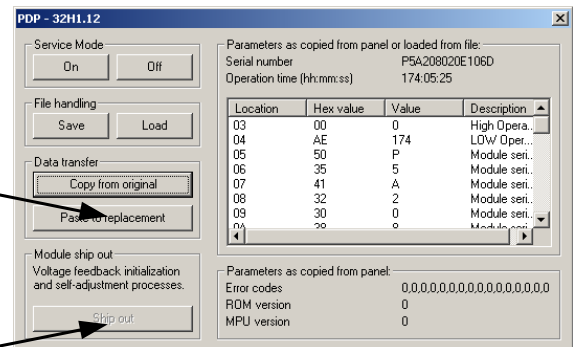 PDP - 32H1.12
Service Mode
On Off
File handling
Save Load
Data transfer
Copy from original
Paste to replacement
Module ship out
Voltage feedback initialization
and self-adjustment processes.
Ship out
Parameters as copied from panel or loaded from file:
Serial number P5A208020E106D
Operation time (hh:mm:ss) 174:05:25
Location Hex value Value Description
03 00 0 High Opera...
04 AE 174 LOW Oper...
05 50 P Module seri...
06 35 5 Module seri...
07 41 A Module seri...
08 32 2 Module seri...
09 30 0 Module seri...
0A 38 8 Module seri...
Parameters as copied from panel:
Error codes 0,0,0,0,0,0,0,0,0,0,0,0,0,0,0,0
ROM version 0
MPU version 0